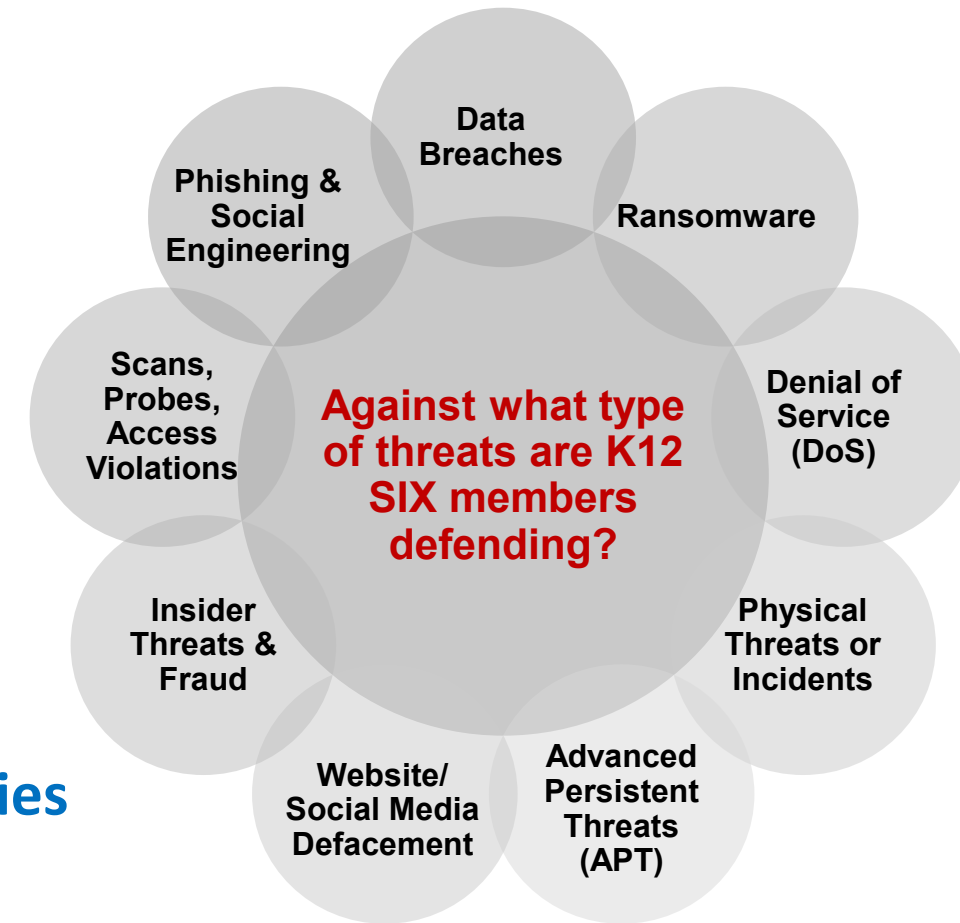 Data
Breaches
Ransomware
Denial of
Service
(DoS)
Physical
Threats or
Incidents
Advanced
Persistent
Threats
(APT)
Website/
Social Media
Defacement
Insider
Threats &
Fraud
Scans,
Probes,
Access
Violations
Phishing &
Social
Engineering
Against what type
of threats are K12
SIX members
defending?
ies